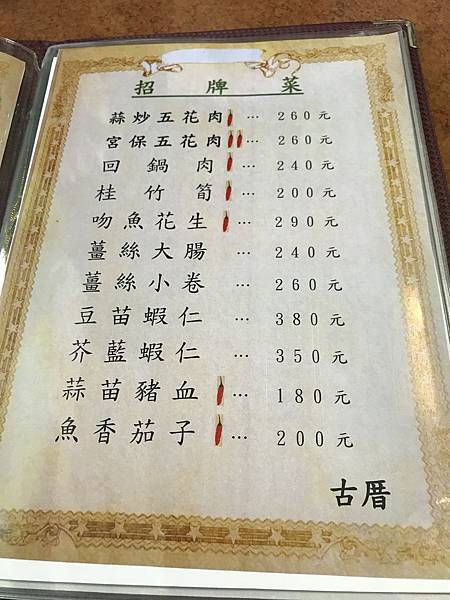 招牌菜
蒜炒五花肉 … 260元
宮保五花肉 … 260元
回鍋肉 … 240元
桂竹筍 … 200元
吻魚花生 … 290元
薑絲大腸 … 240元
薑絲小卷 … 260元
豆苗蝦仁 … 380元
芥藍蝦仁 … 350元
蒜苗豬血 … 180元
魚香茄子 … 200元
古厝